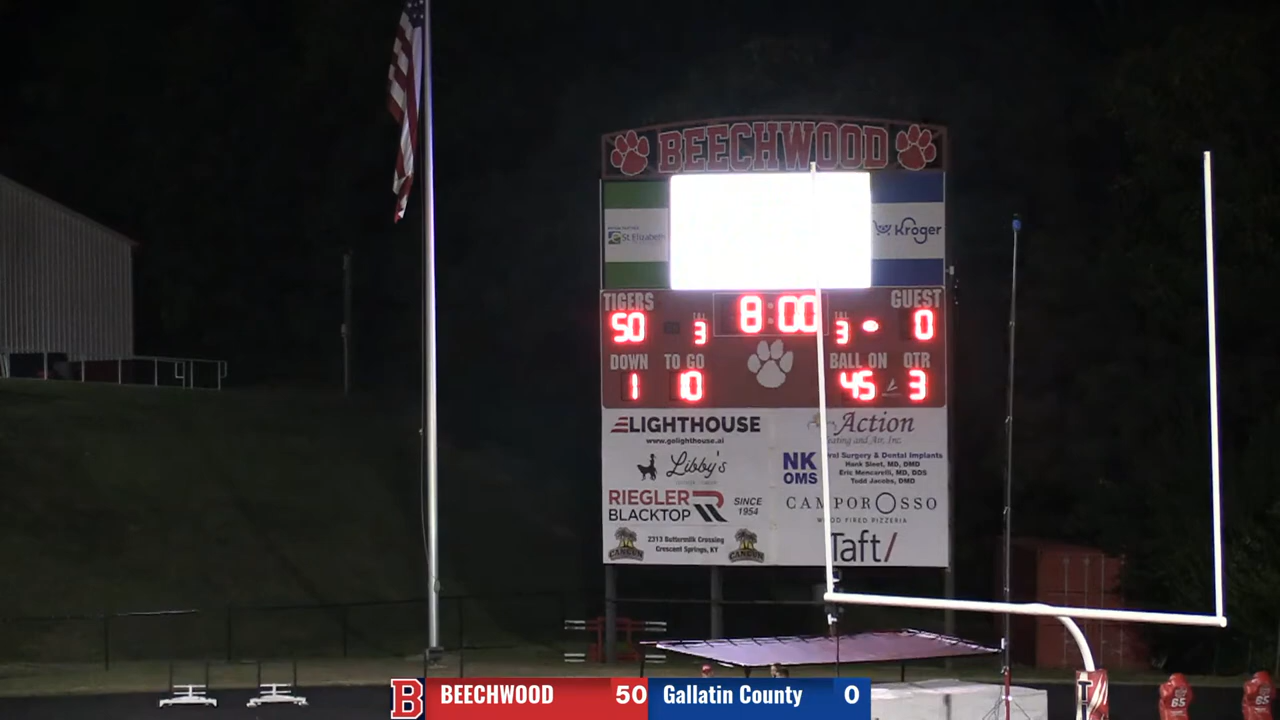 BEECHWOOD
St. Elizabeth
Kroger
TIGERS
GUEST
50
3
8:00
3
0
DOWN
TO GO
BALL ON
QTR
1
10
45
3
LIGHTHOUSE
www.golighthouse.ai
Libby's
RIEGLER
BLACKTOP
SINCE
1954
2313 Buttermilk Crossing
Crescent Springs, KY
CANCUN
CANCUN
Action
Heating and Air, Inc.
NK
OMS
Oral Surgery & Dental Implants
Hank Sleet, MD, DMD
Eric Mencarelli, MD, DDS
Todd Jacobs, DMD
CAMPOROSSO
WOOD FIRED PIZZERIA
Taft/
65
65
B BEECHWOOD 50 Gallatin County 0